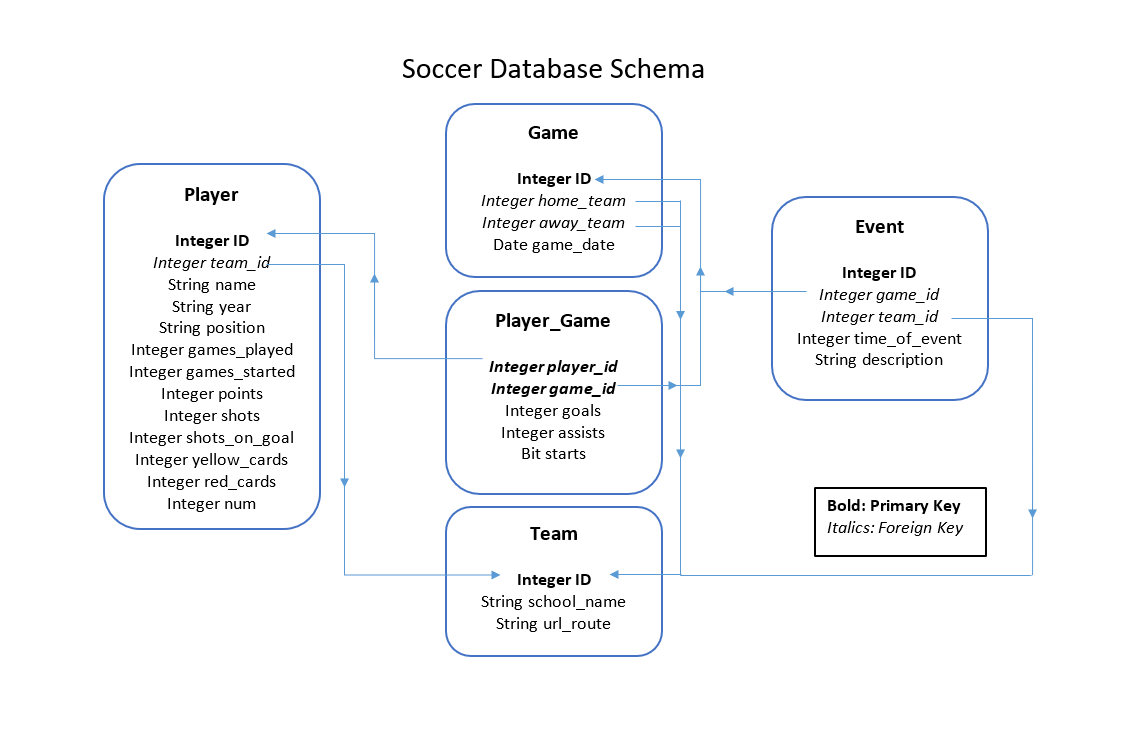 Soccer Database Schema
Player
Integer ID
Integer team_id
String name
String year
String position
Integer games_played
Integer games_started
Integer points
Integer shots
Integer shots_on_goal
Integer yellow_cards
Integer red_cards
Integer num
Game
Integer ID
Integer home_team
Integer away_team
Date game_date
Player_Game
Integer player_id
Integer game_id
Integer goals
Integer assists
Bit starts
Team
Integer ID
String school_name
String url_route
Event
Integer ID
Integer game_id
Integer team_id
Integer time_of_event
String description
Bold: Primary Key
Italics: Foreign Key